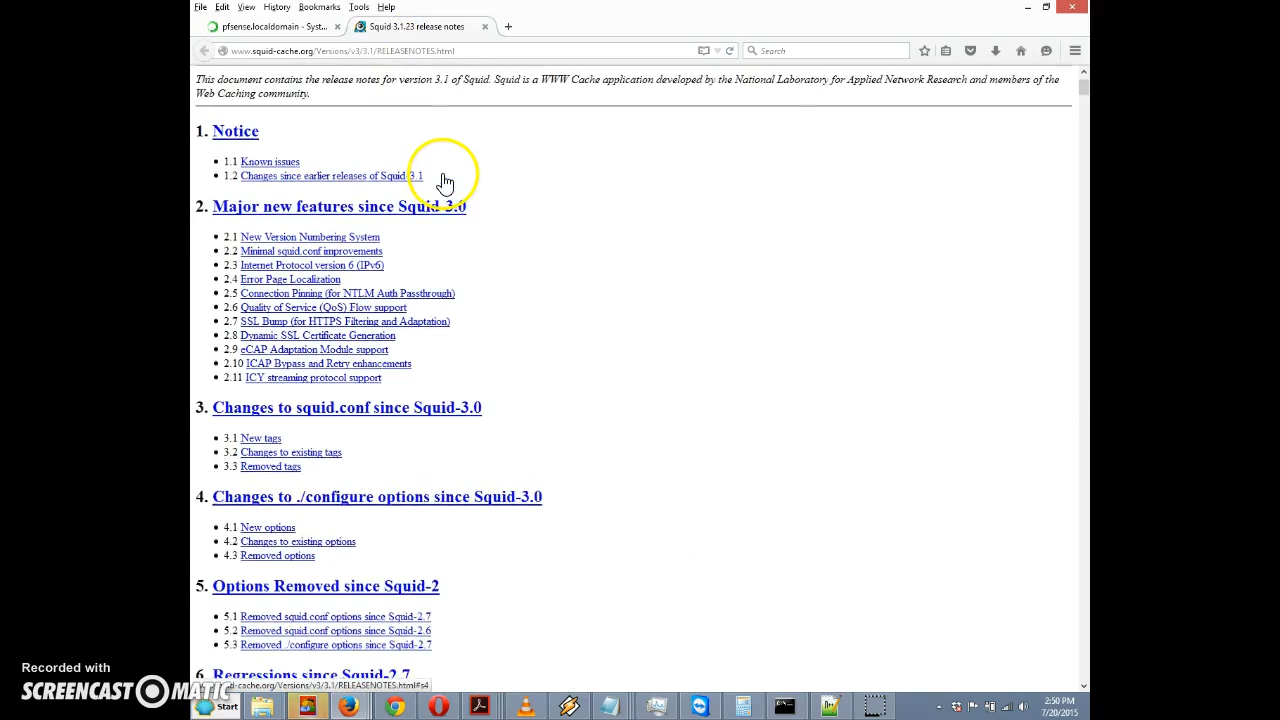 File Edit View History Bookmarks Tools Help
pfsense.localdomain - Syst...
Squid 3.1.23 release notes
www.squid-cache.org/Versions/v3/3.1/RELEASENOTES.html
Search
This document contains the release notes for version 3.1 of Squid. Squid is a WWW Cache application developed by the National Laboratory for Applied Network Research and members of the
Web Caching community.
1. Notice
1.1 Known issues
1.2 Changes since earlier releases of Squid-3.1
2. Major new features since Squid-3.0
2.1 New Version Numbering System
2.2 Minimal squid.conf improvements
2.3 Internet Protocol version 6 (IPv6)
2.4 Error Page Localization
2.5 Connection Pinning (for NTLM Auth Passthrough)
2.6 Quality of Service (QoS) Flow support
2.7 SSL Bump (for HTTPS Filtering and Adaptation)
2.8 Dynamic SSL Certificate Generation
2.9 eCAP Adaptation Module support
2.10 ICAP Bypass and Retry enhancements
2.11 ICY streaming protocol support
3. Changes to squid.conf since Squid-3.0
3.1 New tags
3.2 Changes to existing tags
3.3 Removed tags
4. Changes to ./configure options since Squid-3.0
4.1 New options
4.2 Changes to existing options
4.3 Removed options
5. Options Removed since Squid-2
5.1 Removed squid.conf options since Squid-2.7
5.2 Removed squid.conf options since Squid-2.6
5.3 Removed ./configure options since Squid-2.7
6. Regressions since Squid-2.7
squid-cache.org/Versions/v3/3.1/RELEASENOTES.html#s4
Recorded with
SCREENCAST MATIC
Start
2:50 PM
7/20/2015